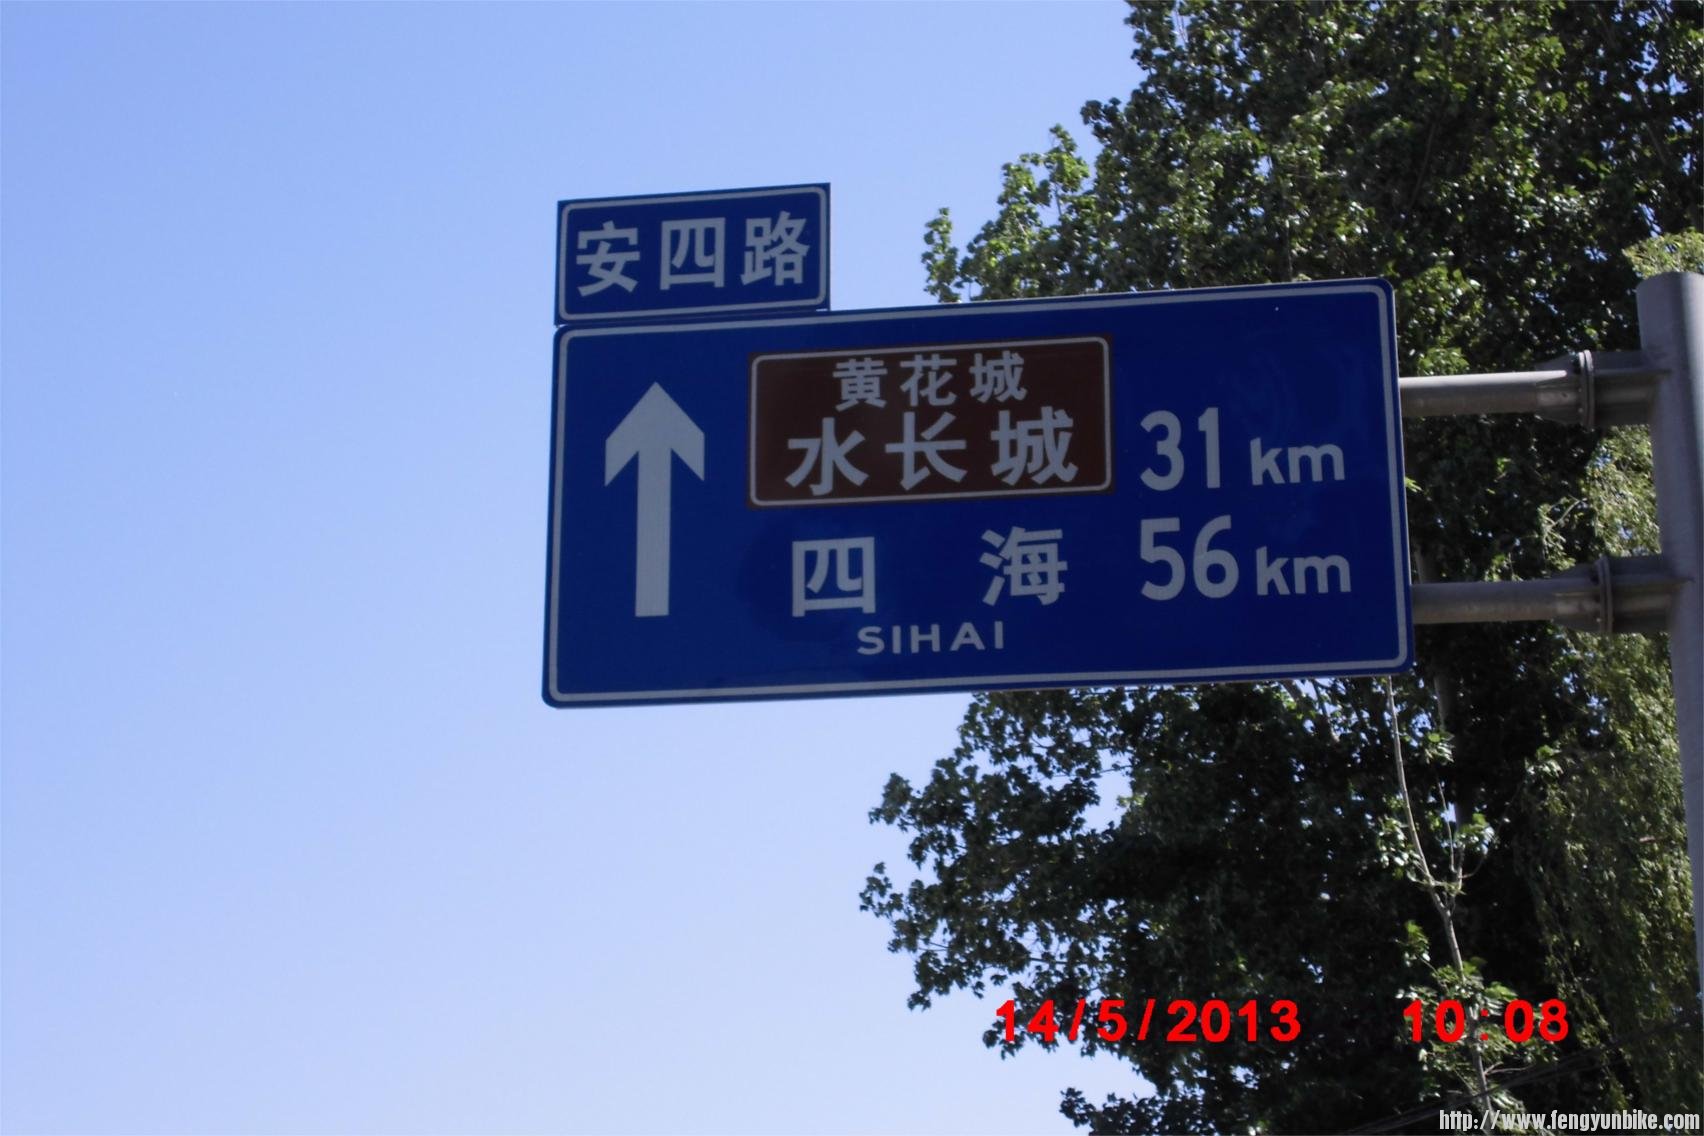 安四路
黄花城
水长城 31 km
四海 56 km
SIHAI
14/5/2013 10:08
http://www.fengyunbike.com